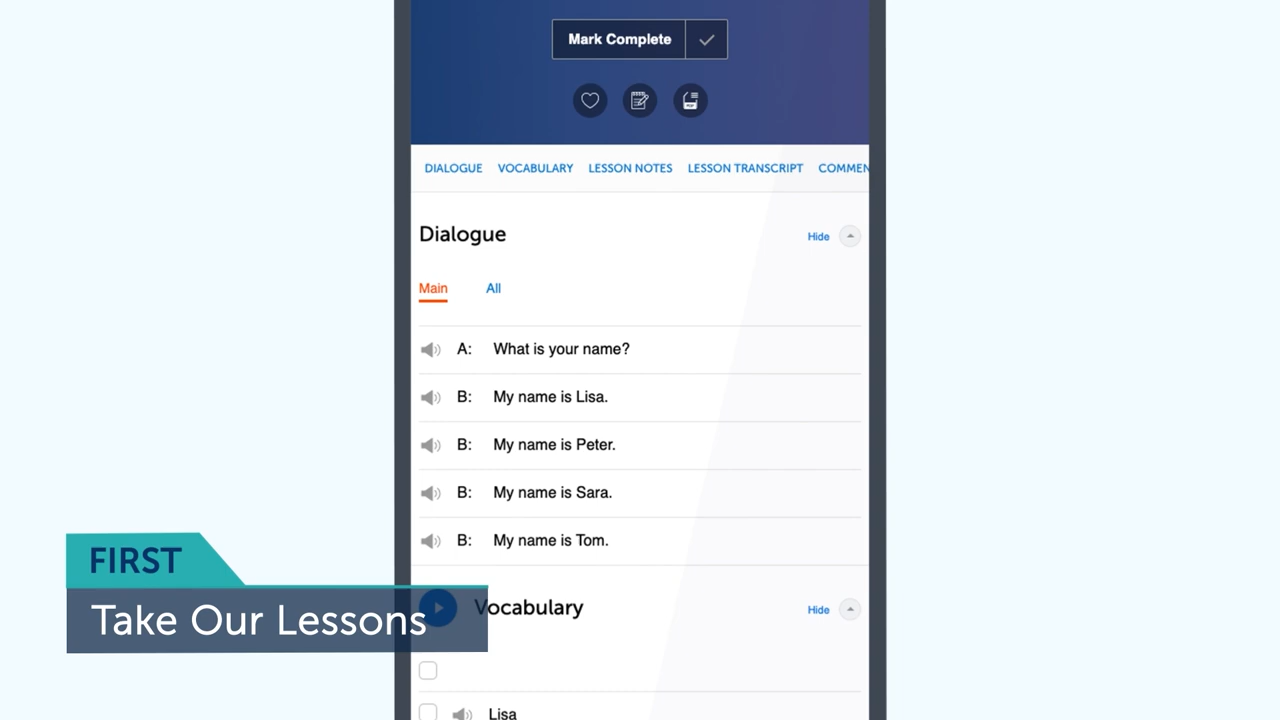 Mark Complete
DIALOGUE VOCABULARY LESSON NOTES LESSON TRANSCRIPT COMMEN
Dialogue Hide
Main All
A: What is your name?
B: My name is Lisa.
B: My name is Peter.
B: My name is Sara.
B: My name is Tom.
FIRST
Take Our Lessons
Vocabulary Hide
Lisa